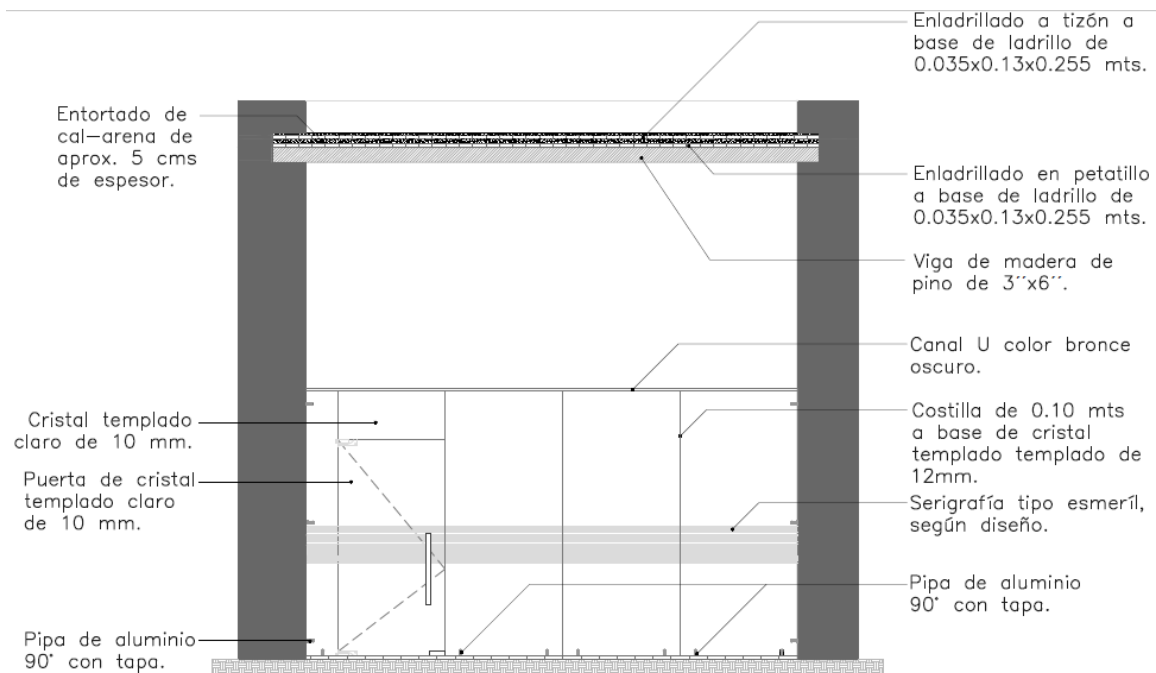 Enladrillado a tizón a
base de ladrillo de
0.035x0.13x0.255 mts.
Entortado de
cal-arena de
aprox. 5 cms
de espesor.
Enladrillado en petatillo
a base de ladrillo de
0.035x0.13x0.255 mts.
Viga de madera de
pino de 3´´x6´´.
Canal U color bronce
oscuro.
Cristal templado
claro de 10 mm.
Costilla de 0.10 mts
a base de cristal
templado templado de
12mm.
Puerta de cristal
templado claro
de 10 mm.
Serigrafía tipo esmeríl,
según diseño.
Pipa de aluminio
90° con tapa.
Pipa de aluminio
90° con tapa.